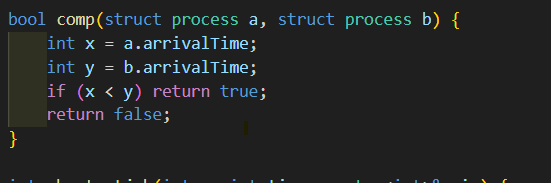 bool comp(struct process a, struct process b) {
    int x = a.arrivalTime;
    int y = b.arrivalTime;
    if (x < y) return true;
    return false;
}